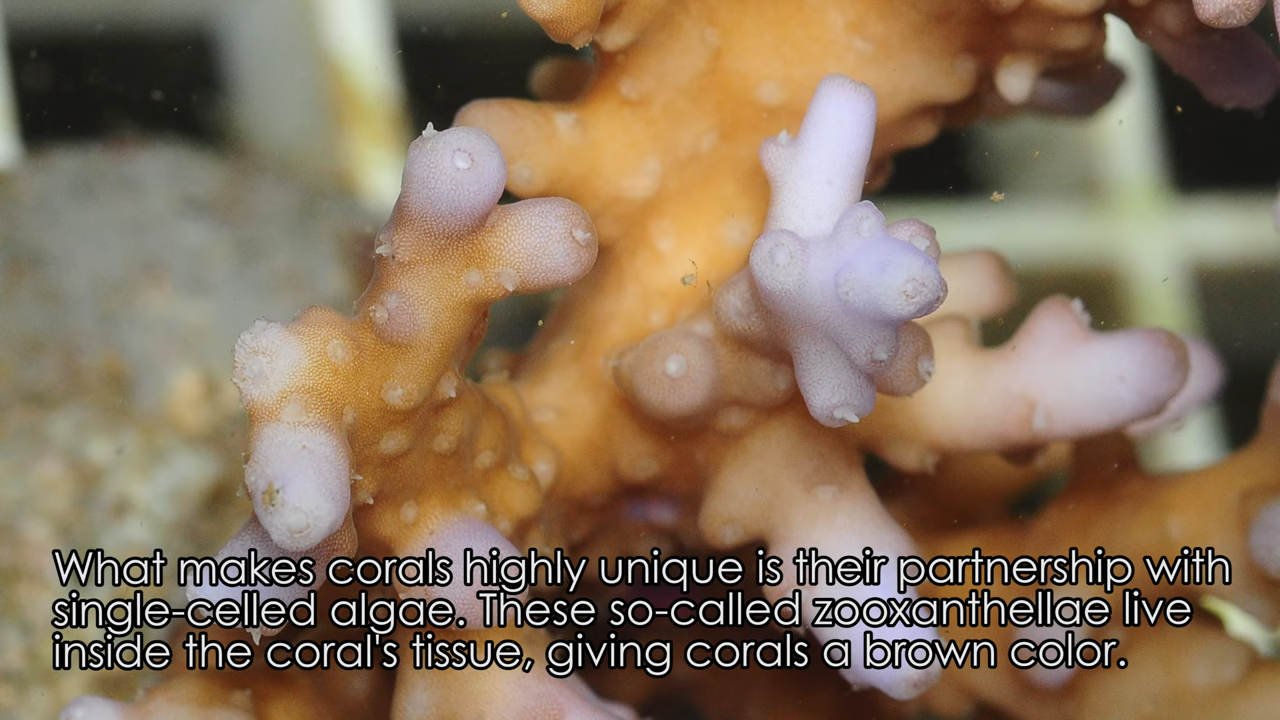 What makes corals highly unique is their partnership with
single-celled algae. These so-called zooxanthellae live
inside the coral's tissue, giving corals a brown color.